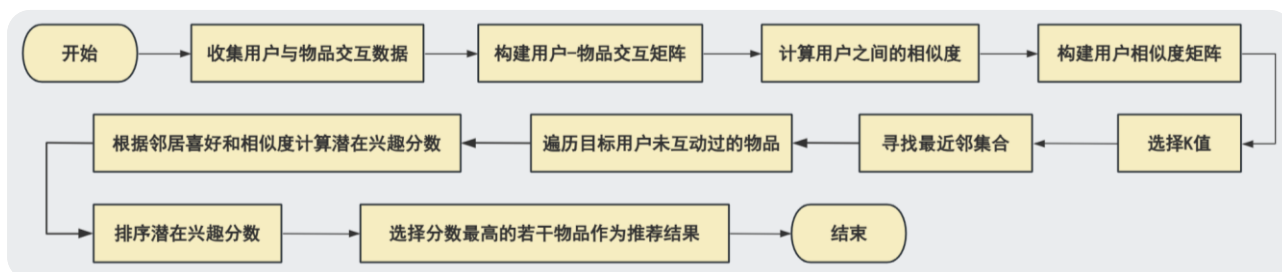 开始
收集用户与物品交互数据
构建用户-物品交互矩阵
计算用户之间的相似度
构建用户相似度矩阵
选择K值
寻找最近邻集合
遍历目标用户未互动过的物品
根据邻居喜好和相似度计算潜在兴趣分数
排序潜在兴趣分数
选择分数最高的若干物品作为推荐结果
结束